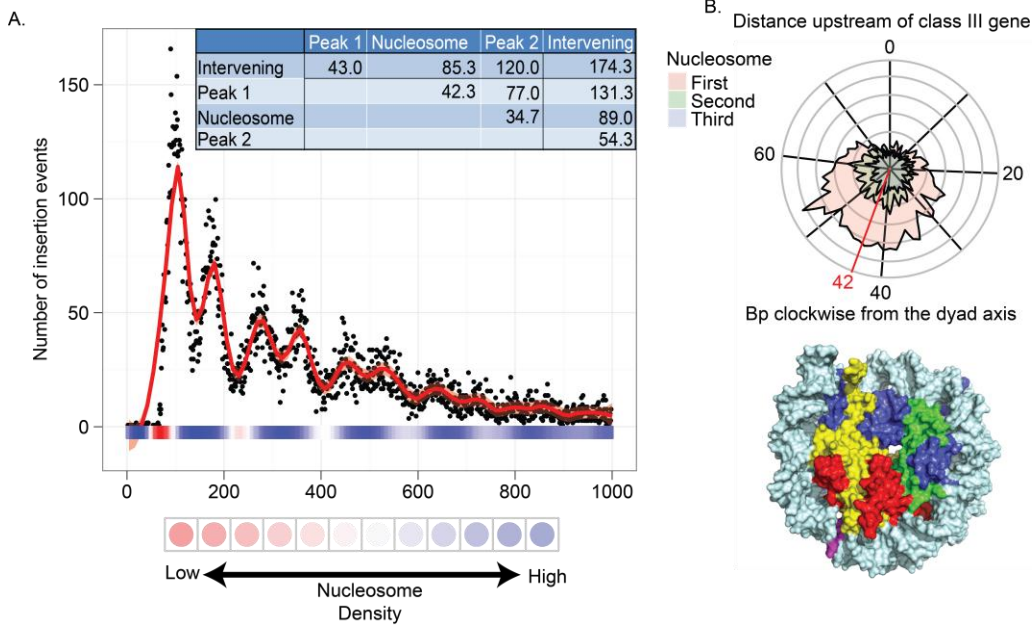 A.
Peak 1 Nucleosome Peak 2 Intervening
Intervening 43.0 85.3 120.0 174.3
Peak 1 42.3 77.0 131.3
Nucleosome 34.7 89.0
Peak 2 54.3
Number of insertion events
150
100
50
0
0 200 400 600 800 1000
Low High
Nucleosome
Density
B.
Distance upstream of class III gene
0
Nucleosome
First
Second
Third
60
20
42
40
Bp clockwise from the dyad axis